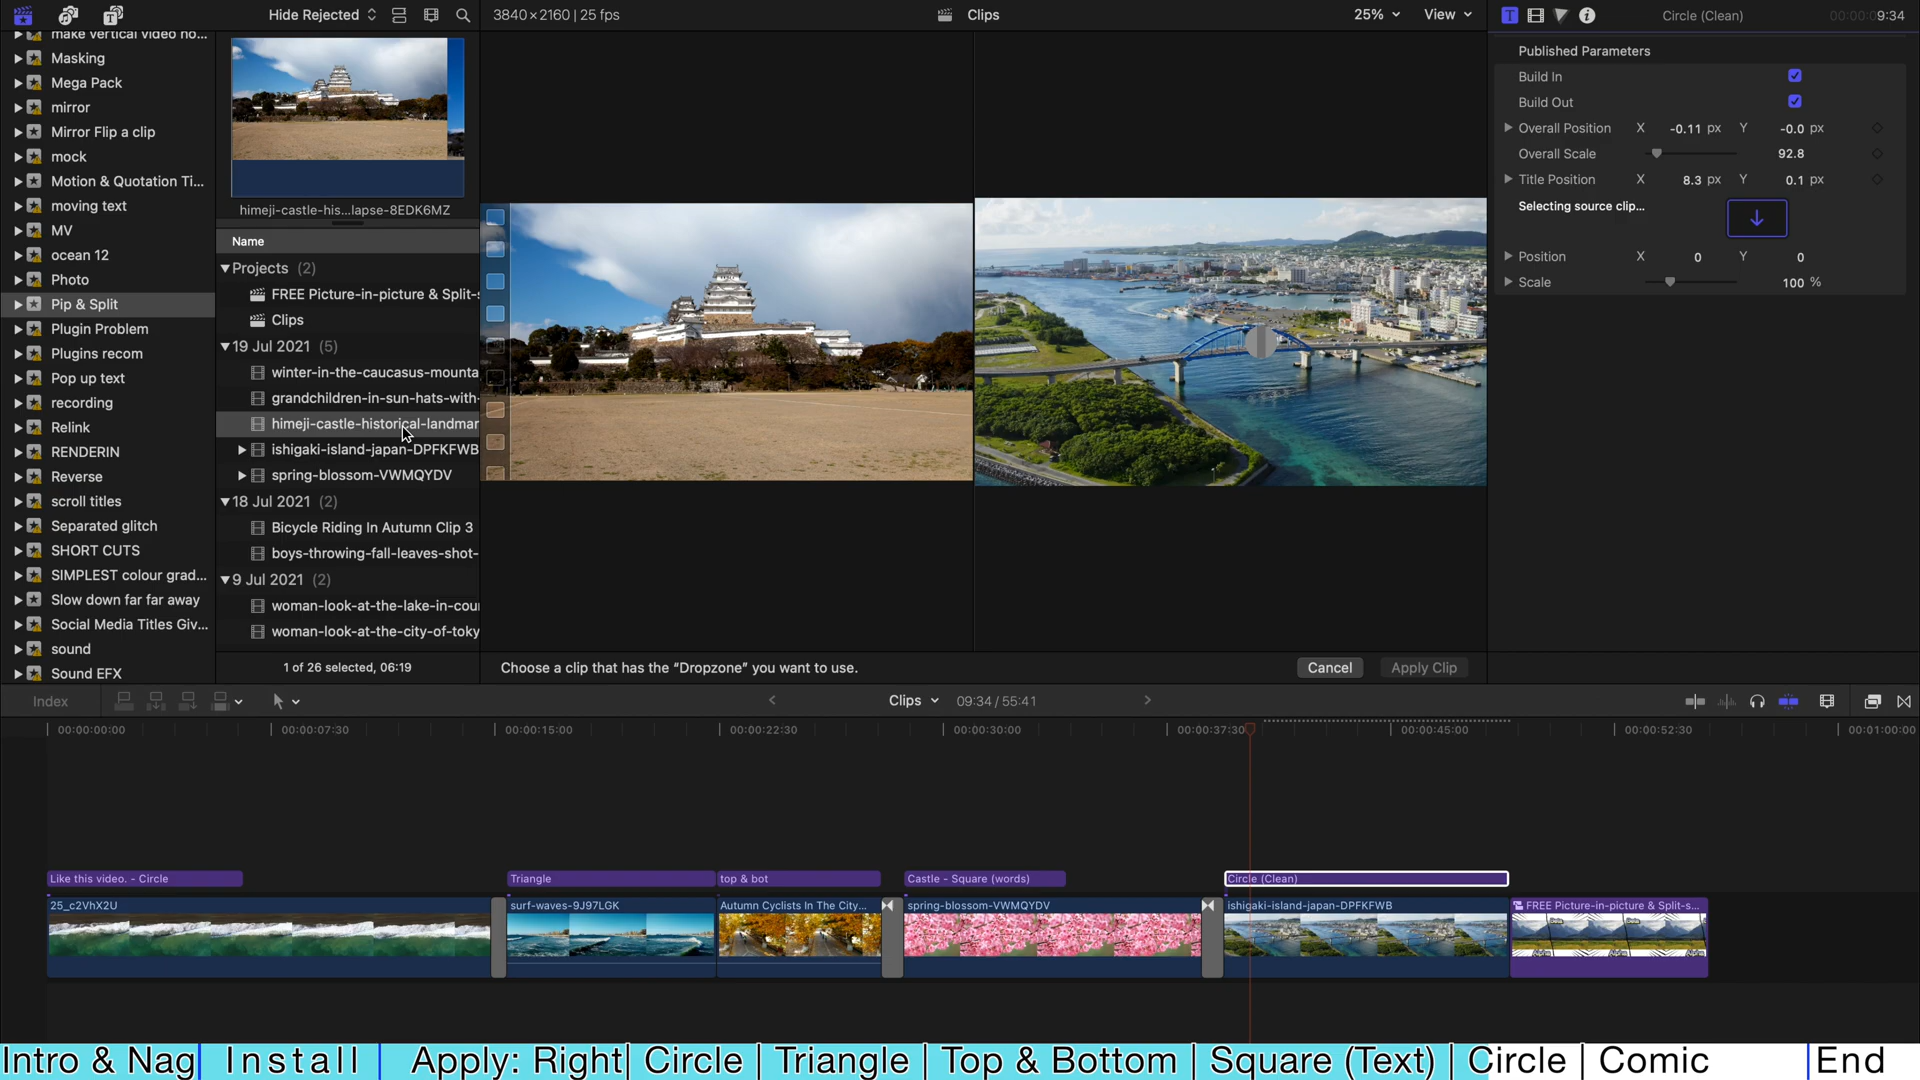 Hide Rejected
3840×2160 | 25 fps
Clips
25%
View
Circle (Clean)
00:00:09:34
make vertical video no...
Masking
Mega Pack
mirror
Mirror Flip a clip
mock
Motion & Quotation Ti...
moving text
MV
ocean 12
Photo
Pip & Split
Plugin Problem
Plugins recom
Pop up text
recording
Relink
RENDERIN
Reverse
scroll titles
Separated glitch
SHORT CUTS
SIMPLEST colour grad...
Slow down far far away
Social Media Titles Giv...
sound
Sound EFX
himeji-castle-his...lapse-8EDK6MZ
Name
Projects (2)
FREE Picture-in-picture & Split-s
Clips
19 Jul 2021 (5)
winter-in-the-caucasus-mounta
grandchildren-in-sun-hats-with-
himeji-castle-historical-landmar
ishigaki-island-japan-DPFKFWB
spring-blossom-VWMQYDV
18 Jul 2021 (2)
Bicycle Riding In Autumn Clip 3
boys-throwing-fall-leaves-shot-
9 Jul 2021 (2)
woman-look-at-the-lake-in-cou
woman-look-at-the-city-of-toky
1 of 26 selected, 06:19
Published Parameters
Build In
Build Out
Overall Position X -0.11 px Y -0.0 px
Overall Scale 92.8
Title Position X 8.3 px Y 0.1 px
Selecting source clip...
Position X 0 Y 0
Scale 100 %
Choose a clip that has the “Dropzone” you want to use.
Cancel
Apply Clip
Index
Clips
09:34 / 55:41
00:00:00:00
00:00:07:30
00:00:15:00
00:00:22:30
00:00:30:00
00:00:37:30
00:00:45:00
00:00:52:30
00:01:00:00
Like this video. - Circle
Triangle
top & bot
Castle - Square (words)
Circle (Clean)
25_c2VhX2U
surf-waves-9J97LGK
Autumn Cyclists In The City...
spring-blossom-VWMQYDV
ishigaki-island-japan-DPFKFWB
FREE Picture-in-picture & Split-s...
Intro & Nag | Install | Apply: Right | Circle | Triangle | Top & Bottom | Square (Text) | Circle | Comic | End